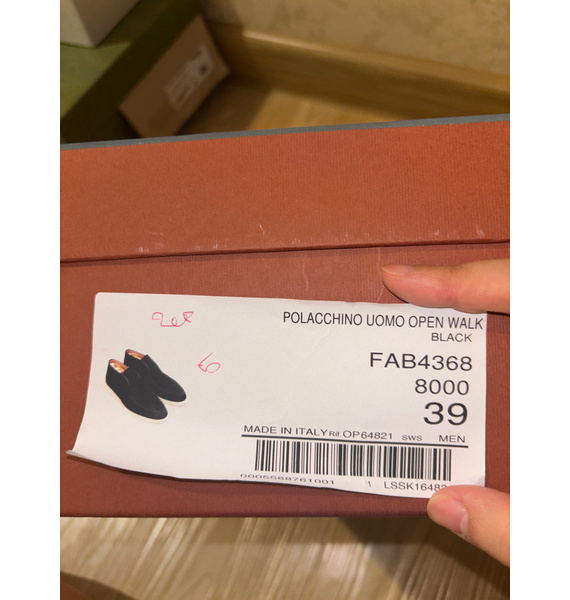 POLACCHINO UOMO OPEN WALK
BLACK
FAB4368
8000
39
MADE IN ITALY Rif. OP64821 SWS MEN
0005568761001 1 LSSK1648